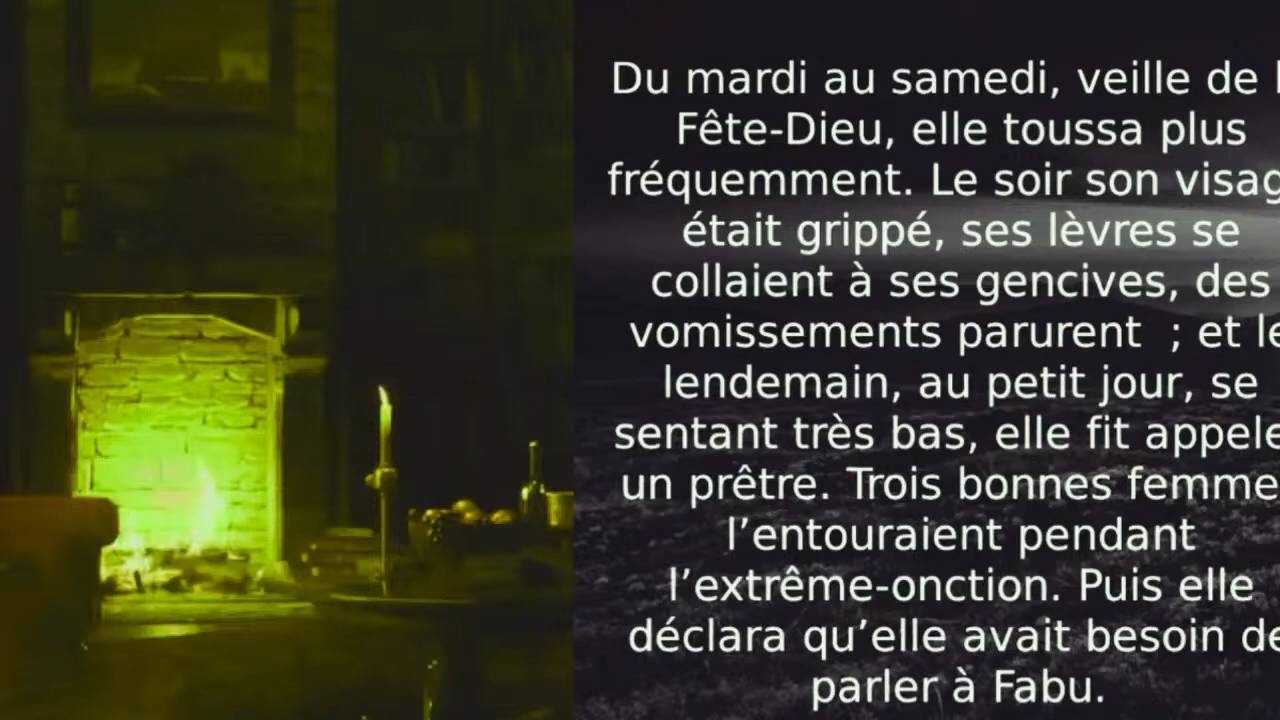 Du mardi au samedi, veille de
Fête-Dieu, elle toussa plus
fréquemment. Le soir son visag
était grippé, ses lèvres se
collaient à ses gencives, des
vomissements parurent ; et le
lendemain, au petit jour, se
sentant très bas, elle fit appele
un prêtre. Trois bonnes femme
l’entouraient pendant
l’extrême-onction. Puis elle
déclara qu’elle avait besoin de
parler à Fabu.